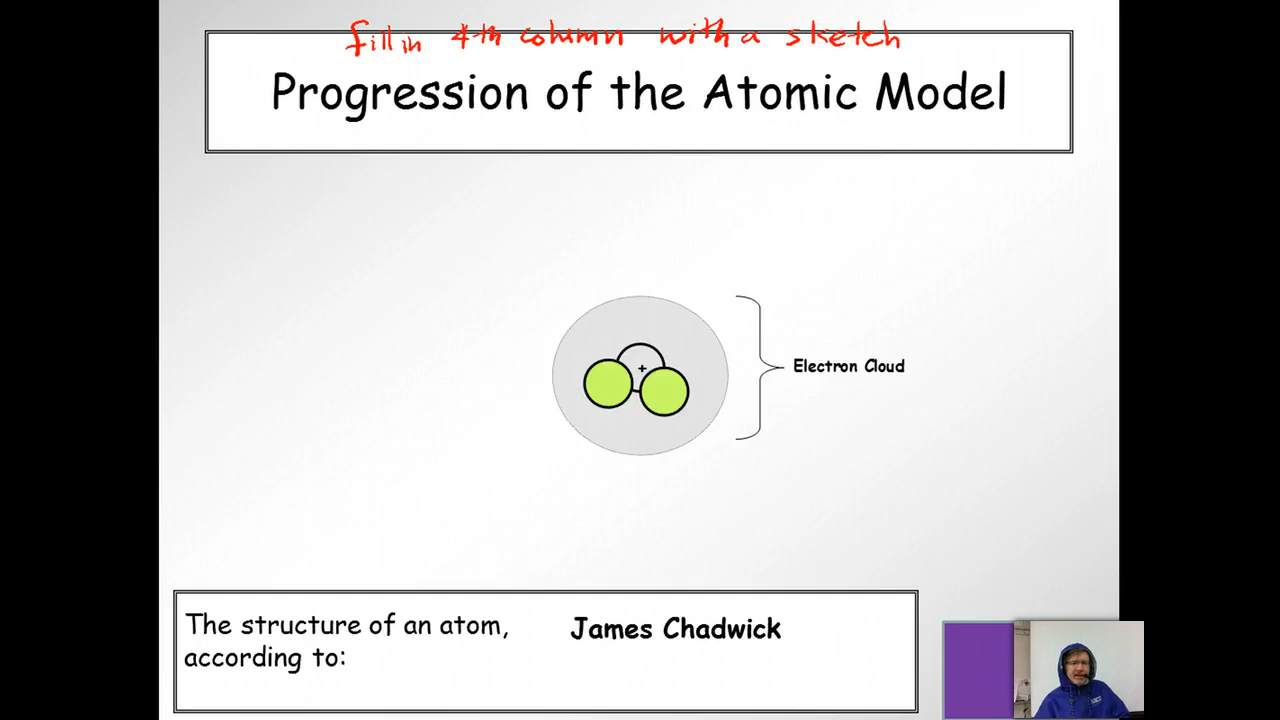 fill in 4th column with a sketch
Progression of the Atomic Model
+
Electron Cloud
The structure of an atom,
according to:
James Chadwick